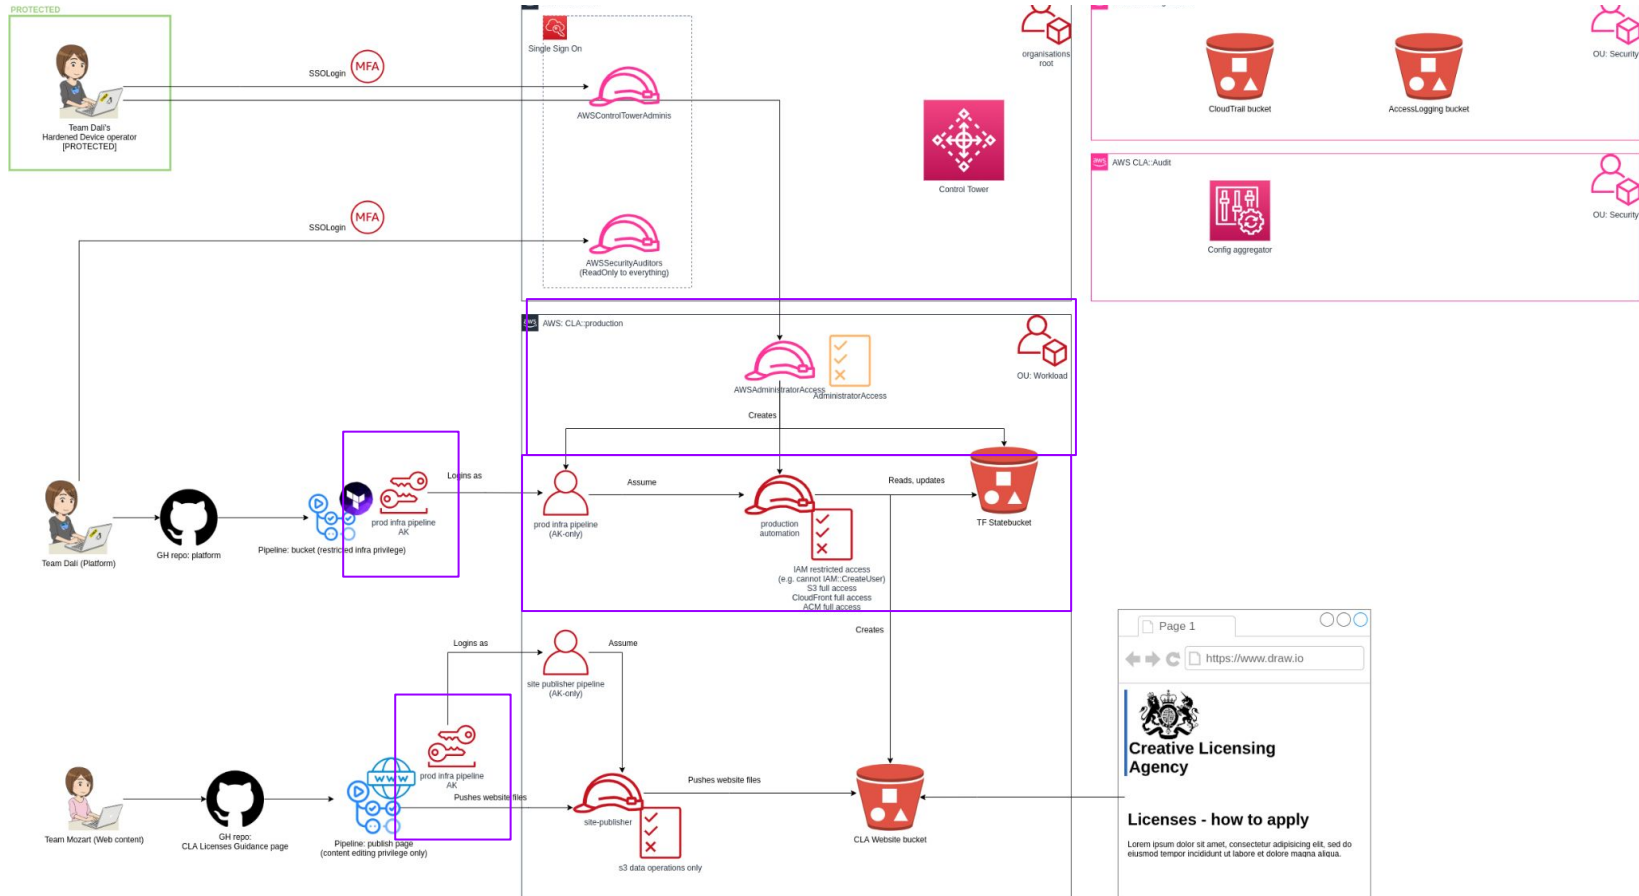 PROTECTED
Team Dali's
Hardened Device operator
[PROTECTED]
SSOLogin
MFA
Single Sign On
AWSControlTowerAdminis
organisations
root
Control Tower
SSOLogin
MFA
AWSSecurityAuditors
(ReadOnly to everything)
CloudTrail bucket
AccessLogging bucket
OU: Security
aws
AWS CLA::Audit
Config aggregator
OU: Security
aws
AWS: CLA::production
AWSAdministratorAccess
AdministratorAccess
OU: Workload
Creates
Team Dali (Platform)
GH repo: platform
Pipeline: bucket (restricted infra privilege)
prod infra pipeline
AK
Logins as
prod infra pipeline
(AK-only)
Assume
production
automation
IAM restricted access
(e.g. cannot IAM::CreateUser)
S3 full access
CloudFront full access
ACM full access
Reads, updates
TF Statebucket
Creates
Logins as
site publisher pipeline
(AK-only)
Assume
Team Mozart (Web content)
GH repo:
CLA Licenses Guidance page
WWW
Pipeline: publish page
(content editing privilege only)
prod infra pipeline
AK
Pushes website files
site-publisher
s3 data operations only
Pushes website files
CLA Website bucket
Page 1
https://www.draw.io
Creative Licensing
Agency
Licenses - how to apply
Lorem ipsum dolor sit amet, consectetur adipisicing elit, sed do
eiusmod tempor incididunt ut labore et dolore magna aliqua.